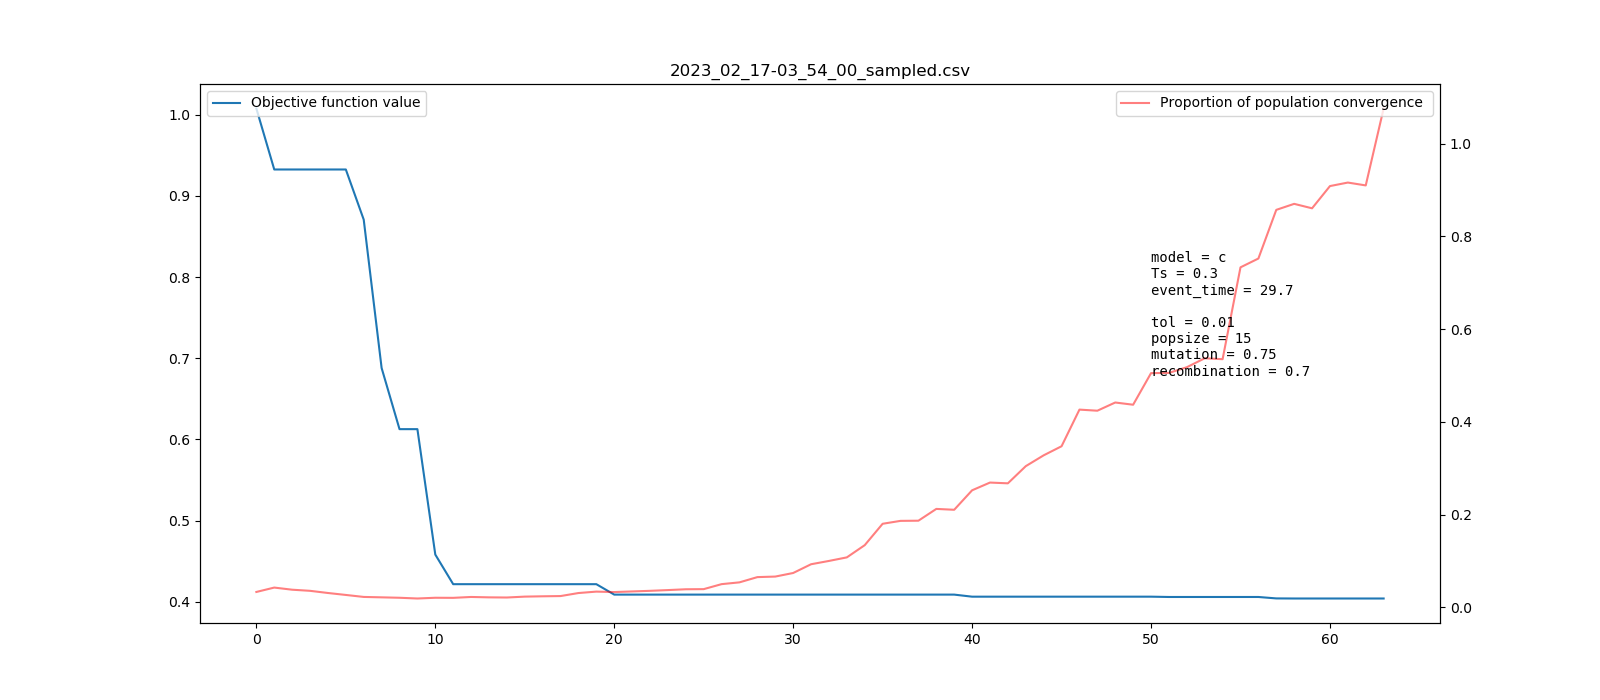 2023_02_17-03_54_00_sampled.csv
Objective function value
Proportion of population convergence
1.0
0.9
0.8
0.7
0.6
0.5
0.4
1.0
0.8
0.6
0.4
0.2
0.0
model = c
Ts = 0.3
event_time = 29.7
tol = 0.01
popsize = 15
mutation = 0.75
recombination = 0.7
0
10
20
30
40
50
60